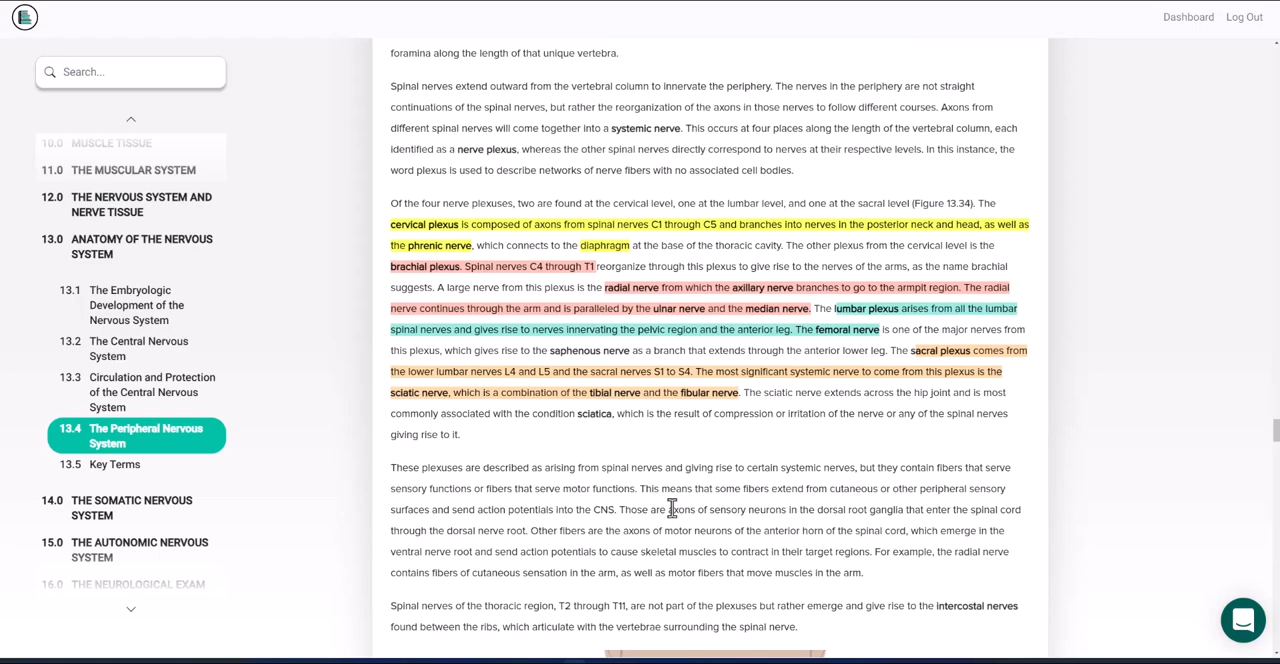 Dashboard Log Out
Search...
10.0 MUSCLE TISSUE
11.0 THE MUSCULAR SYSTEM
12.0 THE NERVOUS SYSTEM AND
NERVE TISSUE
13.0 ANATOMY OF THE NERVOUS
SYSTEM
13.1 The Embryologic
Development of the
Nervous System
13.2 The Central Nervous
System
13.3 Circulation and Protection
of the Central Nervous
System
13.4 The Peripheral Nervous
System
13.5 Key Terms
14.0 THE SOMATIC NERVOUS
SYSTEM
15.0 THE AUTONOMIC NERVOUS
SYSTEM
16.0 THE NEUROLOGICAL EXAM
foramina along the length of that unique vertebra.
Spinal nerves extend outward from the vertebral column to innervate the periphery. The nerves in the periphery are not straight
continuations of the spinal nerves, but rather the reorganization of the axons in those nerves to follow different courses. Axons from
different spinal nerves will come together into a systemic nerve. This occurs at four places along the length of the vertebral column, each
identified as a nerve plexus, whereas the other spinal nerves directly correspond to nerves at their respective levels. In this instance, the
word plexus is used to describe networks of nerve fibers with no associated cell bodies.
Of the four nerve plexuses, two are found at the cervical level, one at the lumbar level, and one at the sacral level (Figure 13.34). The
cervical plexus is composed of axons from spinal nerves C1 through C5 and branches into nerves in the posterior neck and head, as well as
the phrenic nerve, which connects to the diaphragm at the base of the thoracic cavity. The other plexus from the cervical level is the
brachial plexus. Spinal nerves C4 through T1 reorganize through this plexus to give rise to the nerves of the arms, as the name brachial
suggests. A large nerve from this plexus is the radial nerve from which the axillary nerve branches to go to the armpit region. The radial
nerve continues through the arm and is paralleled by the ulnar nerve and the median nerve. The lumbar plexus arises from all the lumbar
spinal nerves and gives rise to nerves innervating the pelvic region and the anterior leg. The femoral nerve is one of the major nerves from
this plexus, which gives rise to the saphenous nerve as a branch that extends through the anterior lower leg. The sacral plexus comes from
the lower lumbar nerves L4 and L5 and the sacral nerves S1 to S4. The most significant systemic nerve to come from this plexus is the
sciatic nerve, which is a combination of the tibial nerve and the fibular nerve. The sciatic nerve extends across the hip joint and is most
commonly associated with the condition sciatica, which is the result of compression or irritation of the nerve or any of the spinal nerves
giving rise to it.
These plexuses are described as arising from spinal nerves and giving rise to certain systemic nerves, but they contain fibers that serve
sensory functions or fibers that serve motor functions. This means that some fibers extend from cutaneous or other peripheral sensory
surfaces and send action potentials into the CNS. Those are axons of sensory neurons in the dorsal root ganglia that enter the spinal cord
through the dorsal nerve root. Other fibers are the axons of motor neurons of the anterior horn of the spinal cord, which emerge in the
ventral nerve root and send action potentials to cause skeletal muscles to contract in their target regions. For example, the radial nerve
contains fibers of cutaneous sensation in the arm, as well as motor fibers that move muscles in the arm.
Spinal nerves of the thoracic region, T2 through T11, are not part of the plexuses but rather emerge and give rise to the intercostal nerves
found between the ribs, which articulate with the vertebrae surrounding the spinal nerve.